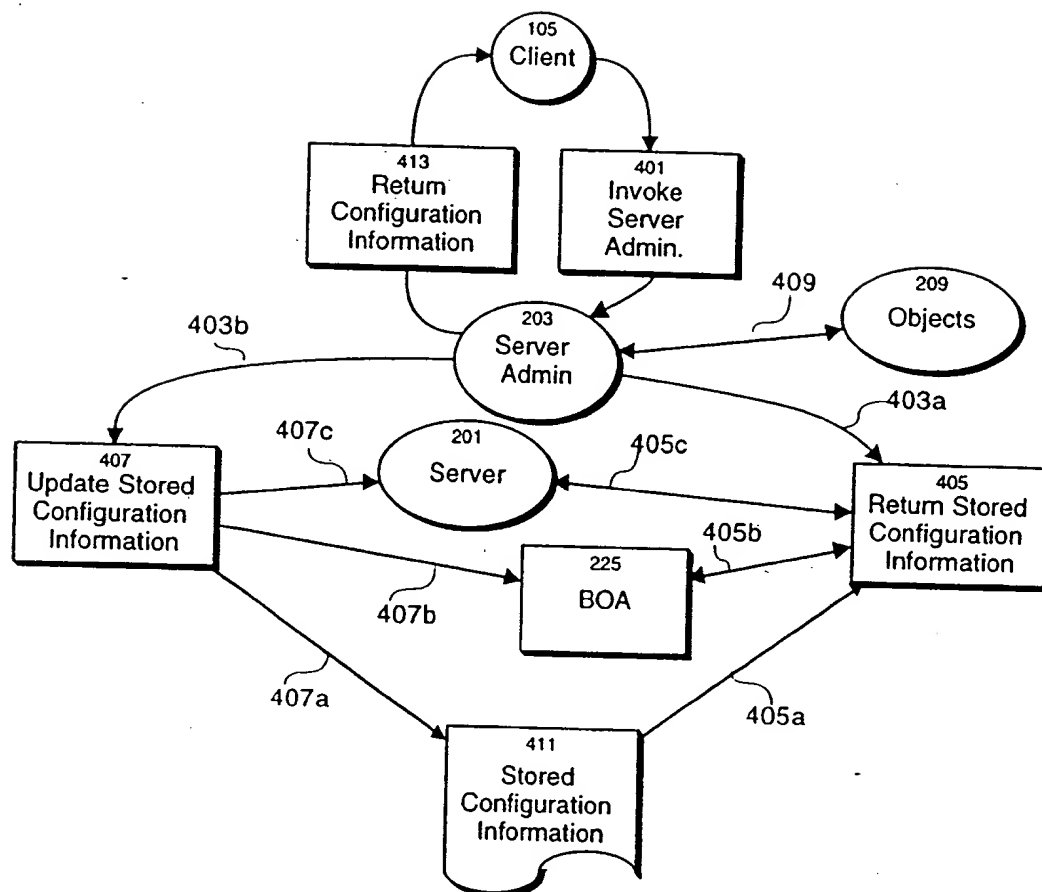 105
Client
413
Return
Configuration
Information
401
Invoke
Server
Admin.
409
209
Objects
403b
203
Server
Admin
403a
407
Update Stored
Configuration
Information
407c
201
Server
405c
405
Return Stored
Configuration
Information
405b
407b
225
BOA
407a
405a
411
Stored
Configuration
Information